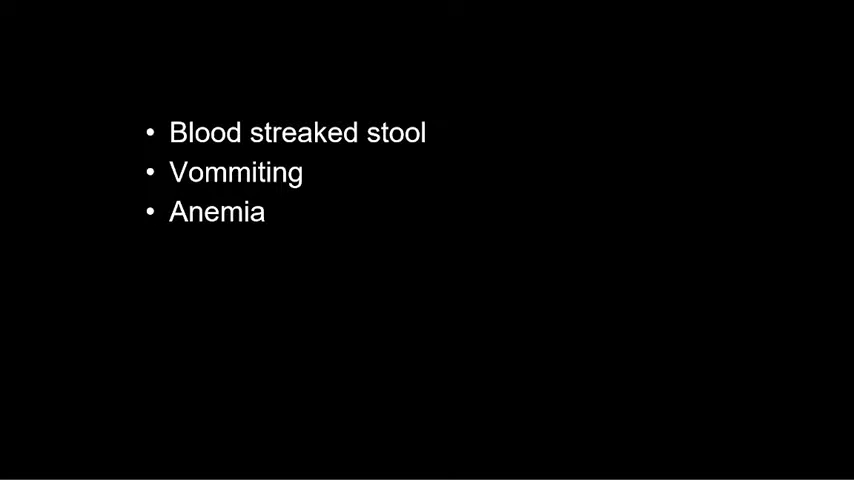 • Blood streaked stool
• Vommiting
• Anemia